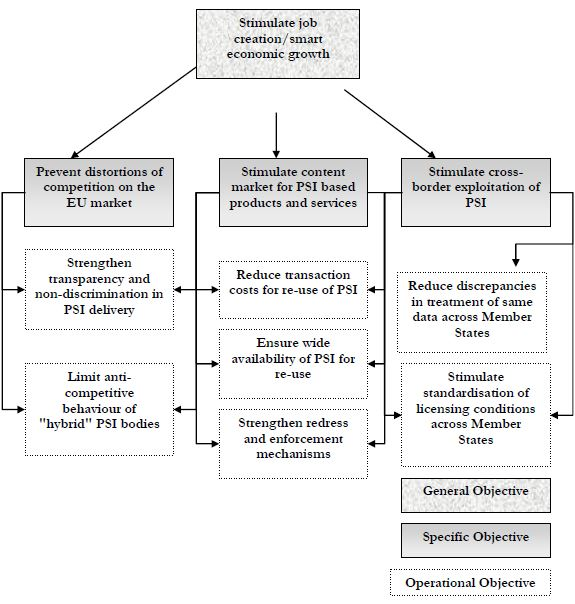 Stimulate job
creation/smart
economic growth
Prevent distortions of
competition on the
EU market
Stimulate content
market for PSI based
products and services
Stimulate cross-
border exploitation of
PSI
Strengthen
transparency and
non-discrimination in
PSI delivery
Reduce transaction
costs for re-use of PSI
Reduce discrepancies
in treatment of same
data across Member
States
Limit anti-
competitive
behaviour of
"hybrid" PSI bodies
Ensure wide
availability of PSI for
re-use
Stimulate
standardisation of
licensing conditions
across Member
States
Strengthen redress
and enforcement
mechanisms
General Objective
Specific Objective
Operational Objective